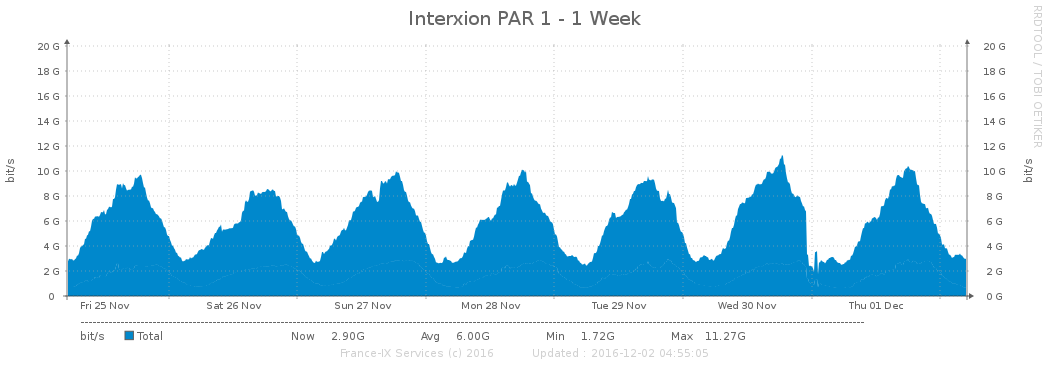 Interxion PAR 1 - 1 Week
RRDTOOL / TOBI OETIKER
bit/s
20 G
18 G
16 G
14 G
12 G
10 G
8 G
6 G
4 G
2 G
0
20 G
18 G
16 G
14 G
12 G
10 G
8 G
6 G
4 G
2 G
0 G
bit/s
Fri 25 Nov Sat 26 Nov Sun 27 Nov Mon 28 Nov Tue 29 Nov Wed 30 Nov Thu 01 Dec
bit/s Total Now 2.90G Avg 6.00G Min 1.72G Max 11.27G
France-IX Services (c) 2016 Updated : 2016-12-02 04:55:05